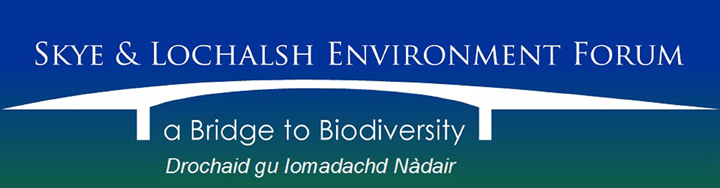 Skye & Lochalsh Environment Forum
a Bridge to Biodiversity
Drochaid gu Iomadachd Nàdair